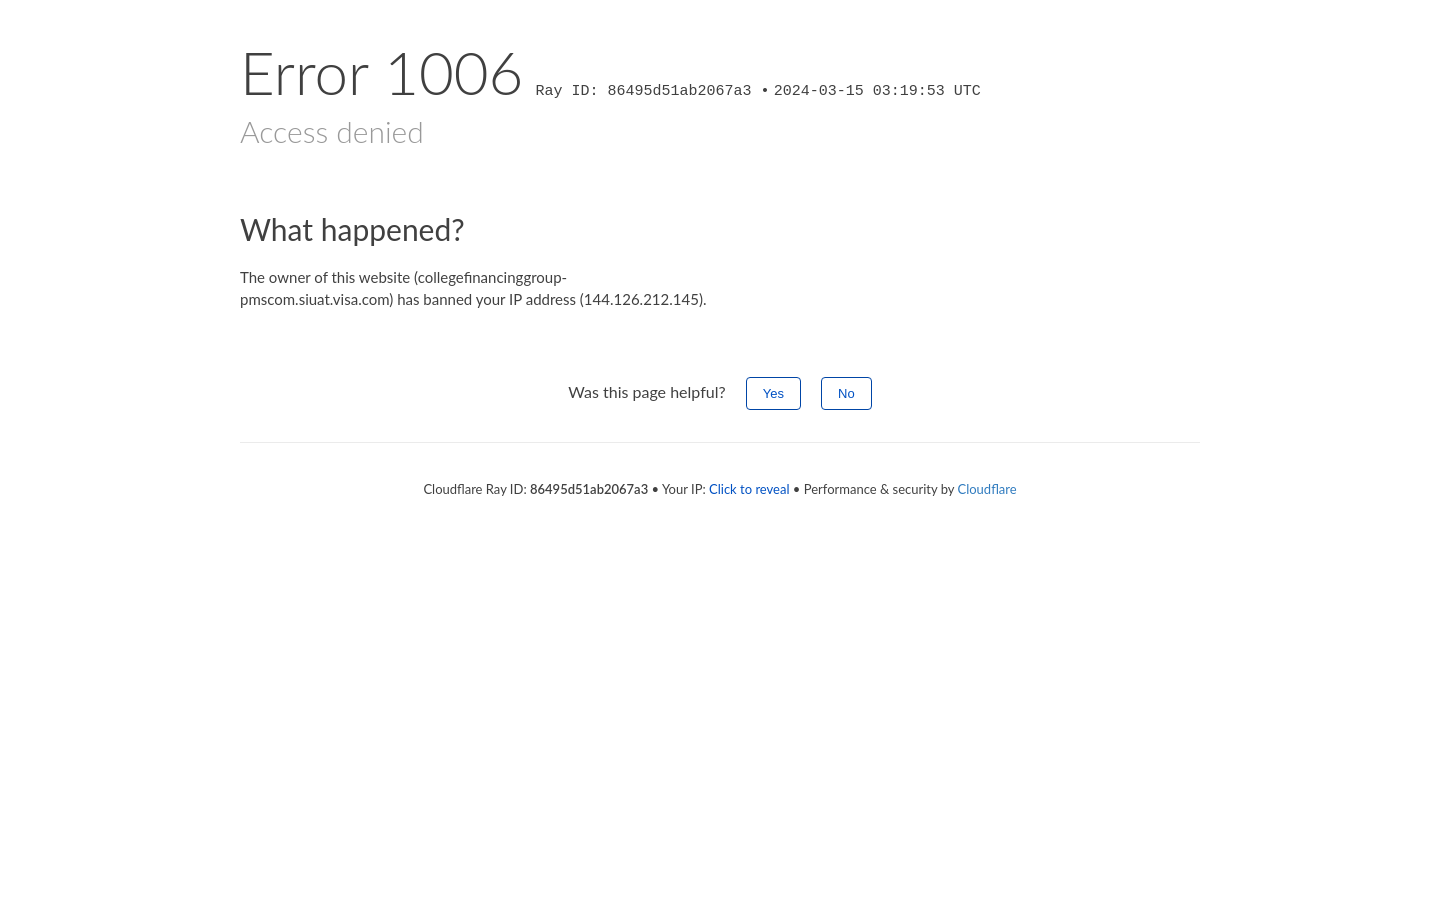 Error 1006 Ray ID: 86495d51ab2067a3 • 2024-03-15 03:19:53 UTC
Access denied
What happened?
The owner of this website (collegefinancinggroup-
pmscom.siuat.visa.com) has banned your IP address (144.126.212.145).
Was this page helpful? Yes No
Cloudflare Ray ID: 86495d51ab2067a3 • Your IP: Click to reveal • Performance & security by Cloudflare